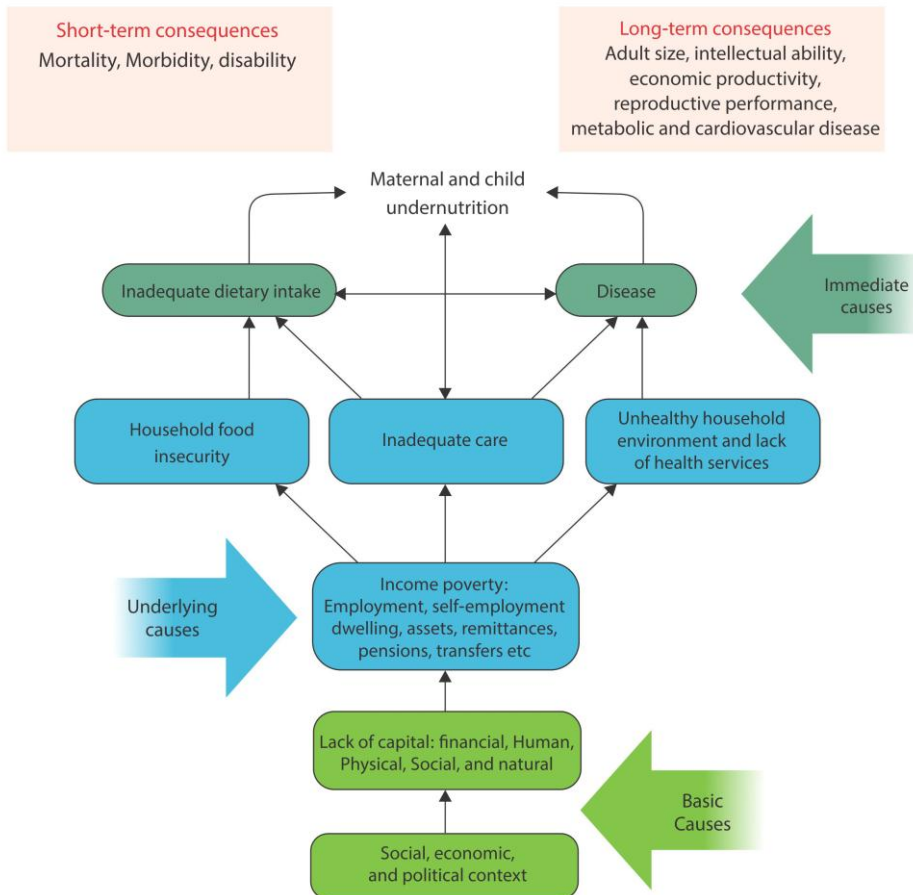 Short-term consequences
Mortality, Morbidity, disability
Long-term consequences
Adult size, intellectual ability,
economic productivity,
reproductive performance,
metabolic and cardiovascular disease
Maternal and child
undernutrition
Inadequate dietary intake
Disease
Immediate
causes
Household food
insecurity
Inadequate care
Unhealthy household
environment and lack
of health services
Underlying
causes
Income poverty:
Employment, self-employment
dwelling, assets, remittances,
pensions, transfers etc
Lack of capital: financial, Human,
Physical, Social, and natural
Basic
Causes
Social, economic,
and political context